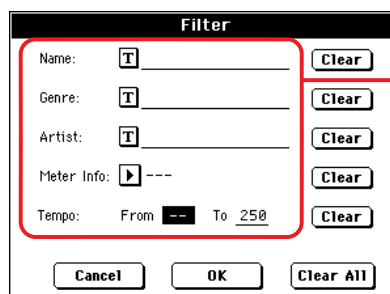 Filter
Name: T Clear
Genre: T Clear
Artist: T Clear
Meter Info: --- Clear
Tempo: From -- To 250 Clear
Cancel OK Clear All